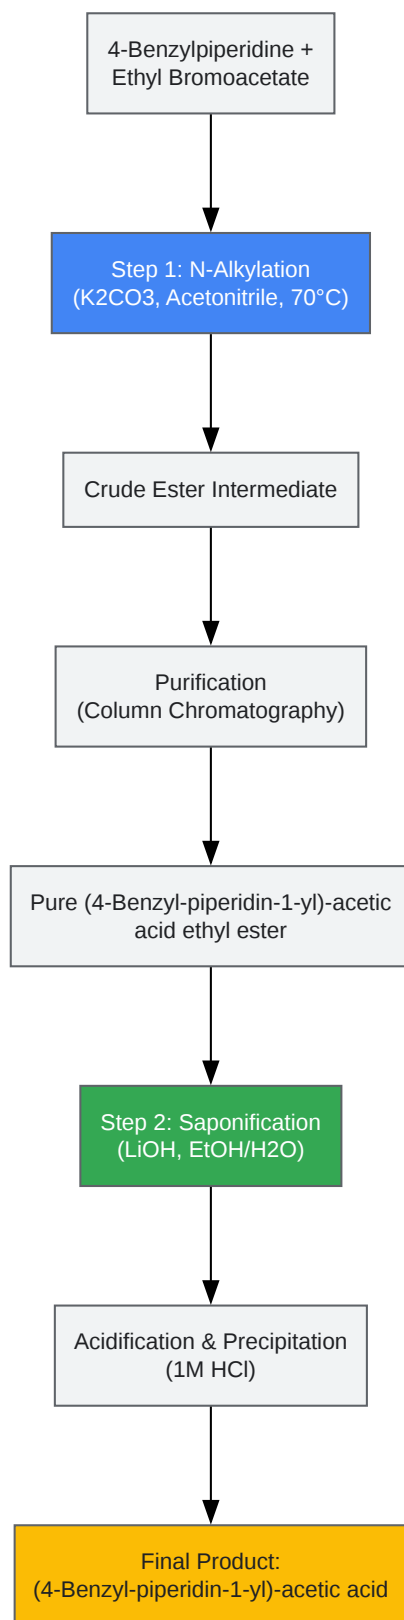 4-Benzylpiperidine +
Ethyl Bromoacetate
Step 1: N-Alkylation
(K2CO3, Acetonitrile, 70°C)
Crude Ester Intermediate
Purification
(Column Chromatography)
Pure (4-Benzyl-piperidin-1-yl)-acetic
acid ethyl ester
Step 2: Saponification
(LiOH, EtOH/H2O)
Acidification & Precipitation
(1M HCl)
Final Product:
(4-Benzyl-piperidin-1-yl)-acetic acid